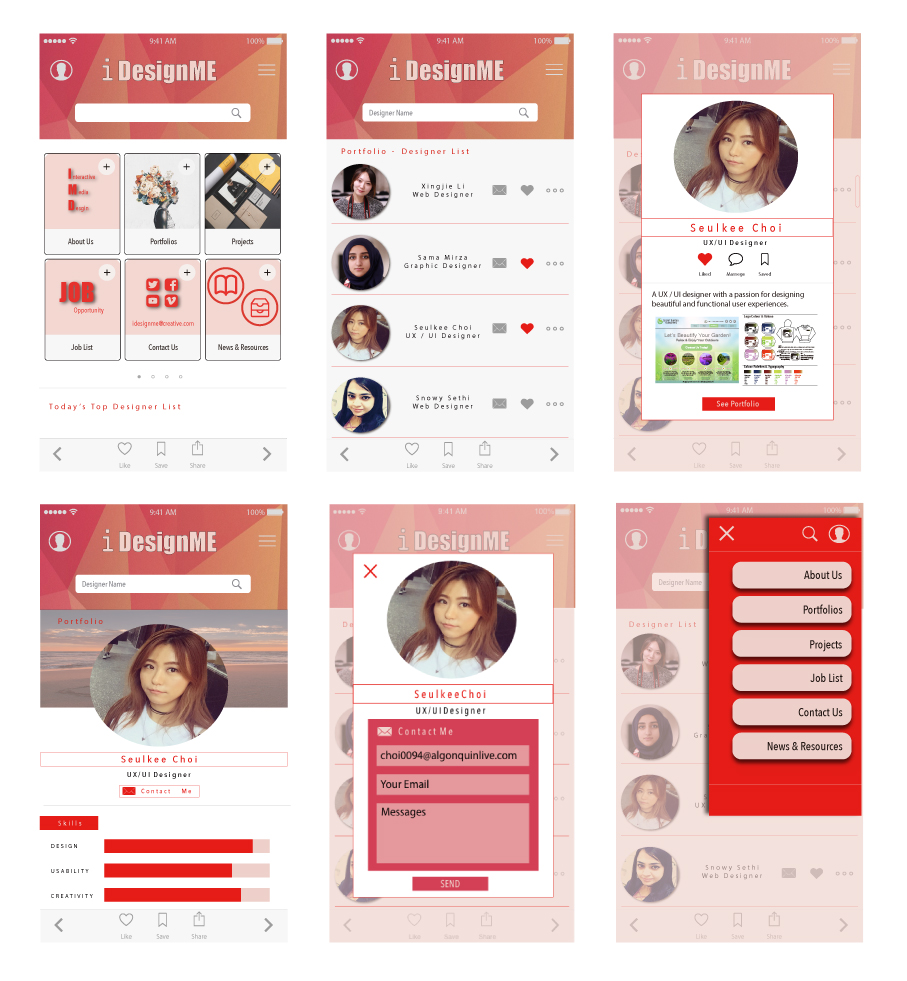 9:41 AM 100%
i DesignME
Interactive
Media
Desgin
About Us
Portfolios
Projects
JOB
Opportunity
idesignme@creative.com
Job List
Contact Us
News & Resources
Today's Top Designer List
Like Save Share
9:41 AM 100%
i DesignME
Designer Name
Portfolio - Designer List
Xingjie Li
Web Designer
Sama Mirza
Graphic Designer
Seulkee Choi
UX / UI Designer
Snowy Sethi
Web Designer
Like Save Share
9:41 AM 100%
i DesignME
De
Seulkee Choi
UX/UI Designer
Liked Massege Saved
A UX / UI designer with a passion for designing
beautiful and functional user experiences.
Let's Beautify Your Garden!
See Portfolio
Like Save Share
9:41 AM 100%
i DesignME
Designer Name
Portfolio
Seulkee Choi
UX/UI Designer
Contact Me
Skills
DESIGN
USABILITY
CREATIVITY
Like Save Share
9:41 AM 100%
i DesignME
De
SeulkeeChoi
UX/UIDesigner
Contact Me
choi0094@algonquinlive.com
Your Email
Messages
SEND
Like Save Share
9:41 AM 100%
i D
Designer Name
Designer List
About Us
Portfolios
Projects
Job List
Contact Us
News & Resources
Snowy Sethi
Web Designer
Like Save Share